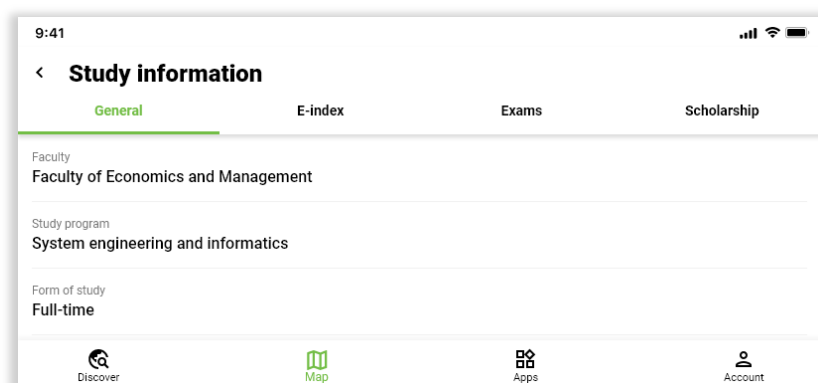 9:41
Study information
General E-index Exams Scholarship
Faculty
Faculty of Economics and Management
Study program
System engineering and informatics
Form of study
Full-time
Discover Map Apps Account